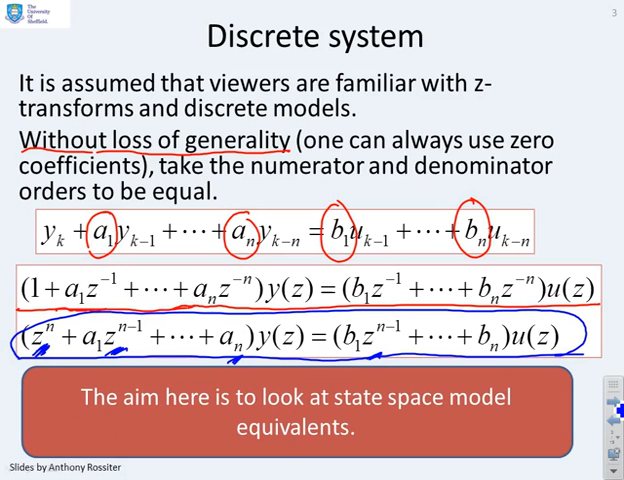 The
University
Of
Sheffield.
3
Discrete system
It is assumed that viewers are familiar with z-
transforms and discrete models.
Without loss of generality (one can always use zero
coefficients), take the numerator and denominator
orders to be equal.
y_k + a_1 y_{k-1} + ⋯ + a_n y_{k-n} = b_1 u_{k-1} + ⋯ + b_n u_{k-n}
(1 + a_1 z^{-1} + ⋯ + a_n z^{-n}) y(z) = (b_1 z^{-1} + ⋯ + b_n z^{-n}) u(z)
(z^n + a_1 z^{n-1} + ⋯ + a_n) y(z) = (b_1 z^{n-1} + ⋯ + b_n) u(z)
The aim here is to look at state space model
equivalents.
Slides by Anthony Rossiter